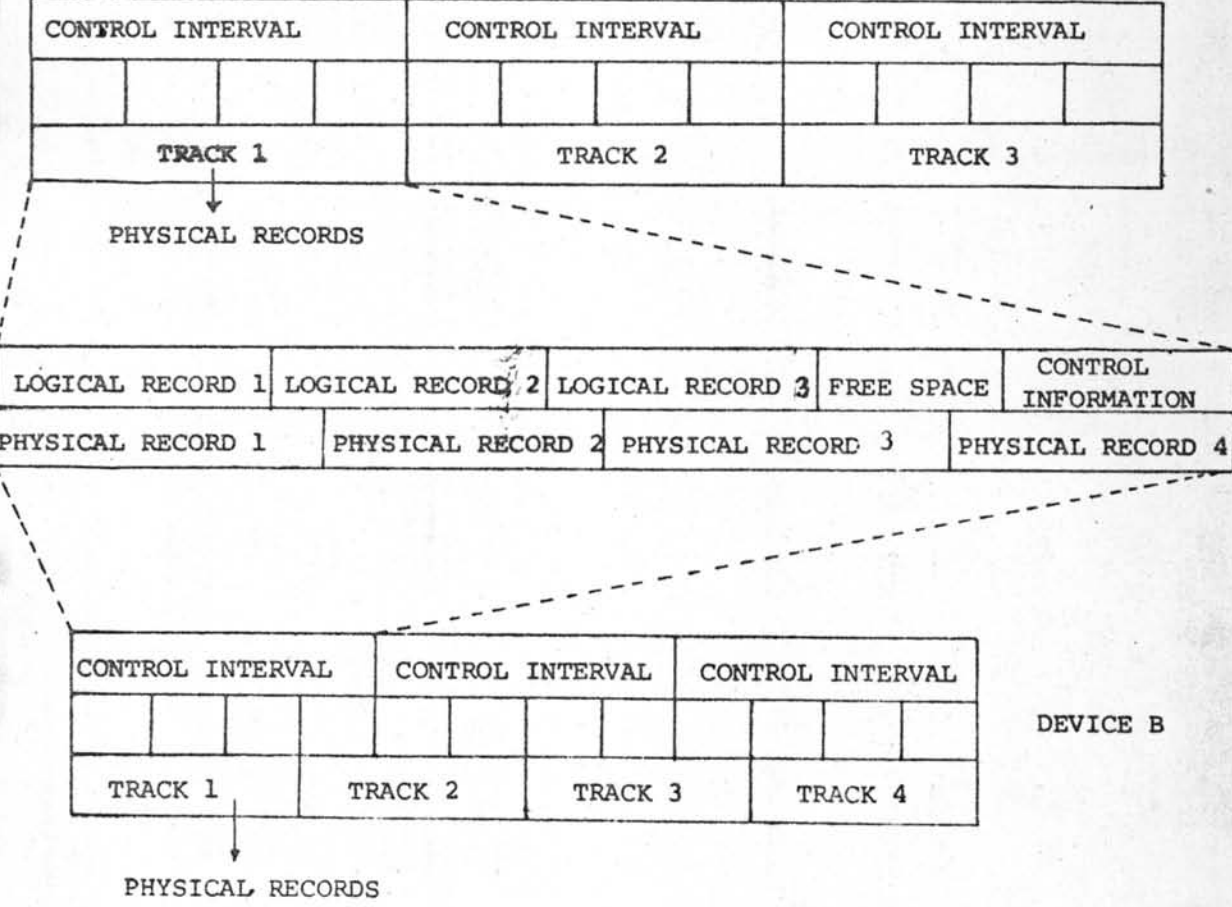 CONTROL INTERVAL CONTROL INTERVAL CONTROL INTERVAL
TRACK 1 TRACK 2 TRACK 3
PHYSICAL RECORDS
LOGICAL RECORD 1 LOGICAL RECORD 2 LOGICAL RECORD 3 FREE SPACE CONTROL
INFORMATION
PHYSICAL RECORD 1 PHYSICAL RECORD 2 PHYSICAL RECORD 3 PHYSICAL RECORD 4
CONTROL INTERVAL CONTROL INTERVAL CONTROL INTERVAL
DEVICE B
TRACK 1 TRACK 2 TRACK 3 TRACK 4
PHYSICAL RECORDS